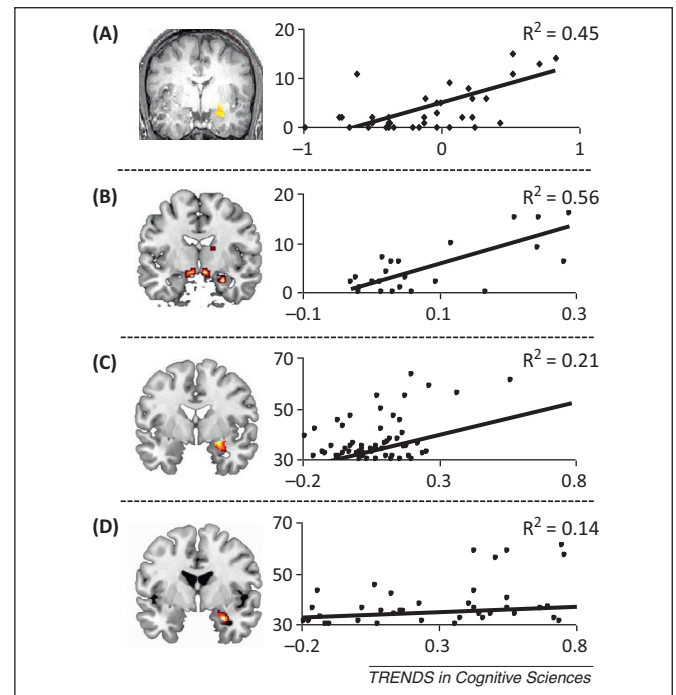 (A)
20
10
0
–1
0
1
R² = 0.45
(B)
20
10
0
–0.1
0.1
0.3
R² = 0.56
(C)
70
50
30
–0.2
0.3
0.8
R² = 0.21
(D)
70
50
30
–0.2
0.3
0.8
R² = 0.14
TRENDS in Cognitive Sciences